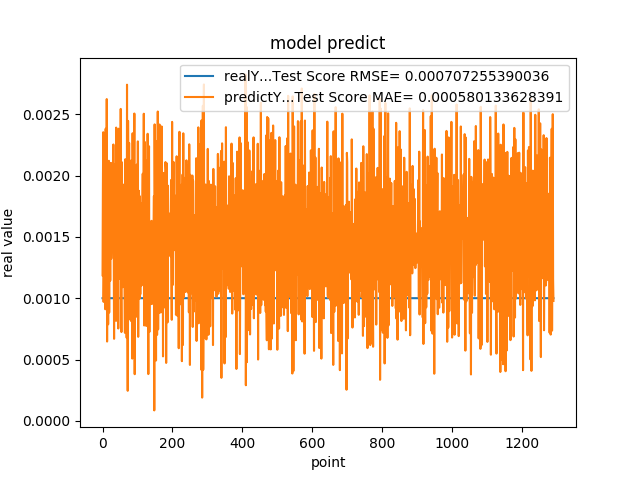 model predict
realY...Test Score RMSE= 0.000707255390036
predictY...Test Score MAE= 0.000580133628391
0.0025
0.0020
0.0015
0.0010
0.0005
0.0000
real value
0 200 400 600 800 1000 1200
point